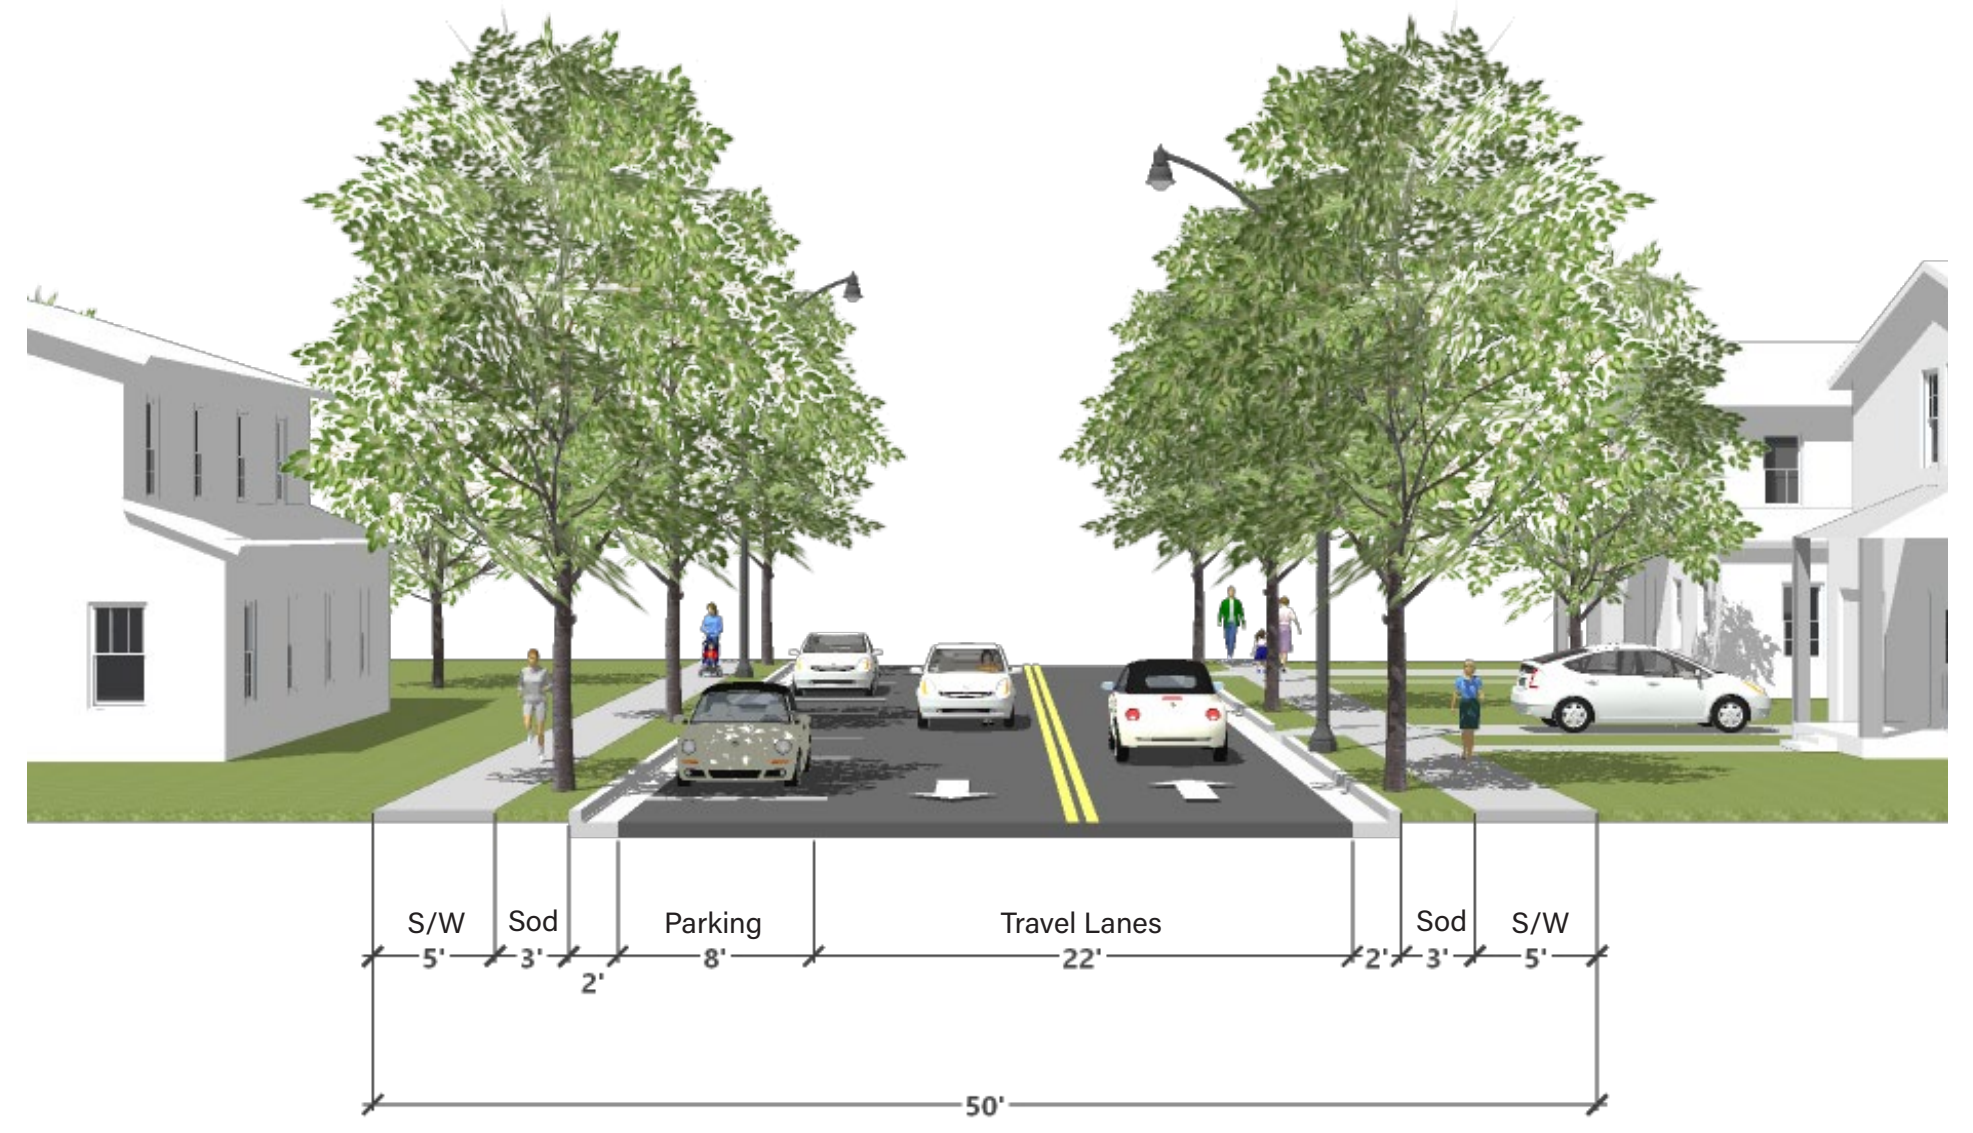 S/W Sod Parking Travel Lanes Sod S/W
5' 3' 2' 8' 22' 2' 3' 5'
50'